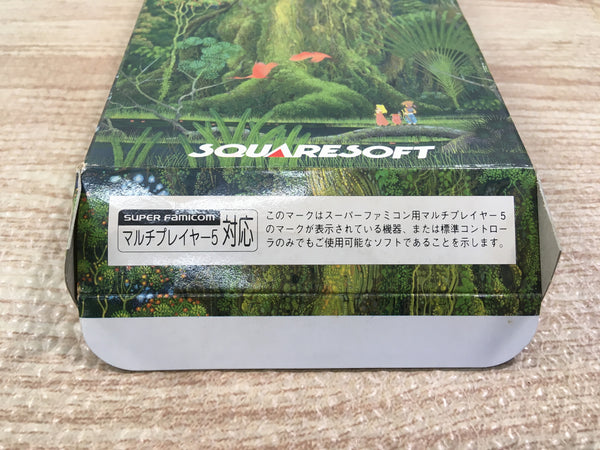 SQUARESOFT
SUPER FAMICOM
マルチプレイヤー5 対応
このマークはスーパーファミコン用マルチプレイヤー5
のマークが表示されている機器、または標準コントロー
ラのみでもご使用可能なソフトであることを示します。